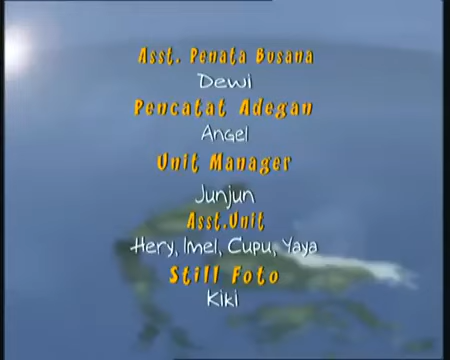 Asst. Penata Busana
Dewi
Pencatat Adegan
Angel
Unit Manager
Junjun
Asst.Unit
Hery, Imel, Cupu, Yaya
Still Foto
Kiki